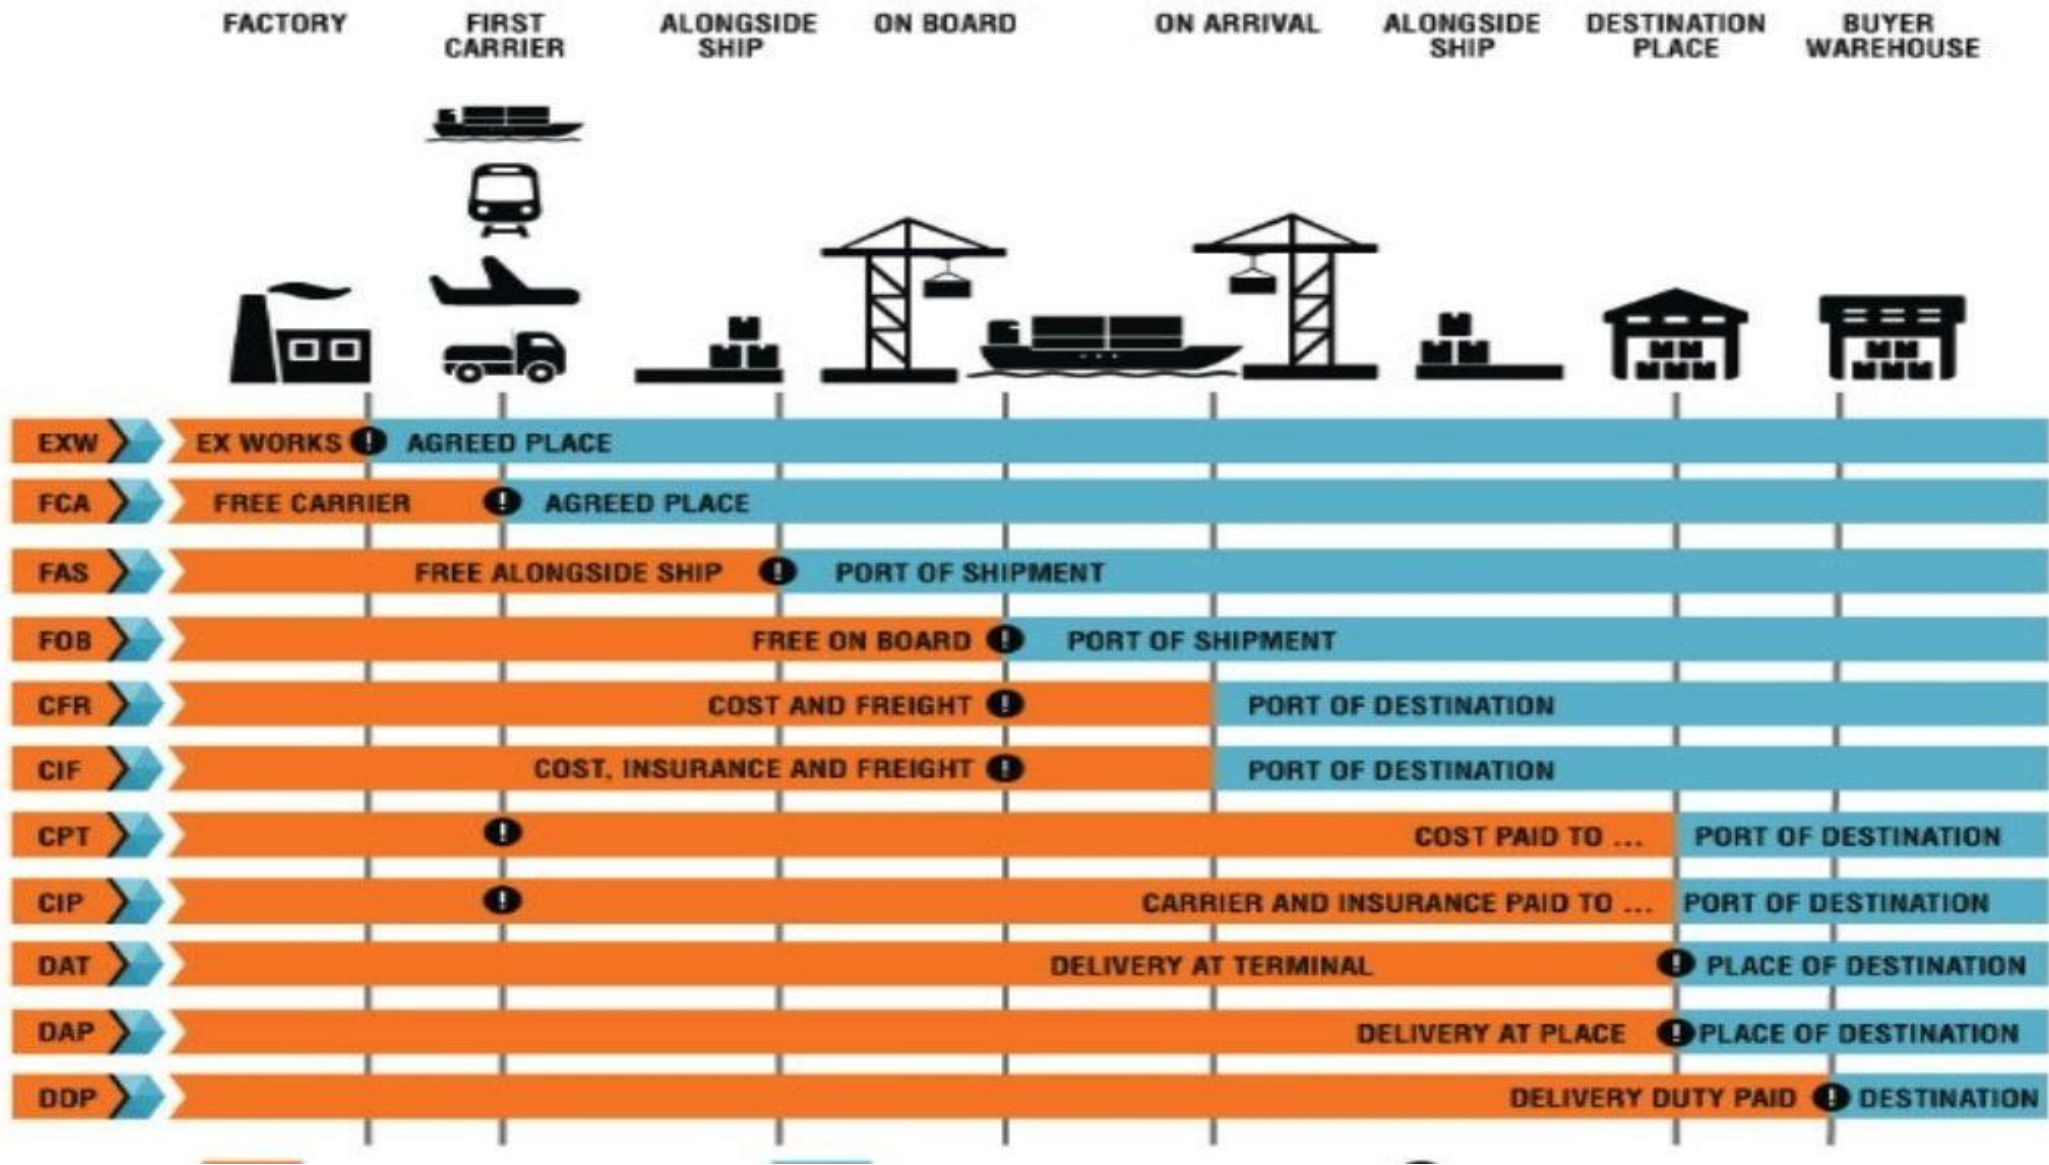 FACTORY
FIRST
CARRIER
ALONGSIDE
SHIP
ON BOARD
ON ARRIVAL
ALONGSIDE
SHIP
DESTINATION
PLACE
BUYER
WAREHOUSE
EXW EX WORKS ! AGREED PLACE
FCA FREE CARRIER ! AGREED PLACE
FAS FREE ALONGSIDE SHIP ! PORT OF SHIPMENT
FOB FREE ON BOARD ! PORT OF SHIPMENT
CFR COST AND FREIGHT ! PORT OF DESTINATION
CIF COST, INSURANCE AND FREIGHT ! PORT OF DESTINATION
CPT ! COST PAID TO ... PORT OF DESTINATION
CIP ! CARRIER AND INSURANCE PAID TO ... PORT OF DESTINATION
DAT DELIVERY AT TERMINAL ! PLACE OF DESTINATION
DAP DELIVERY AT PLACE ! PLACE OF DESTINATION
DDP DELIVERY DUTY PAID ! DESTINATION